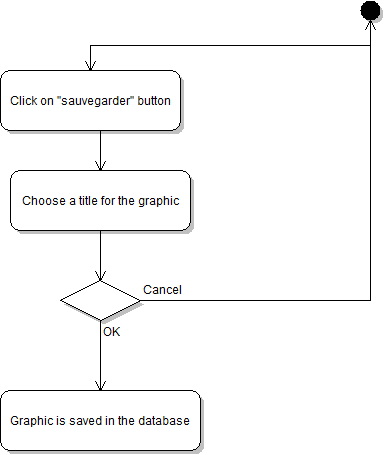 Click on "sauvegarder" button
Choose a title for the graphic
Cancel
OK
Graphic is saved in the database